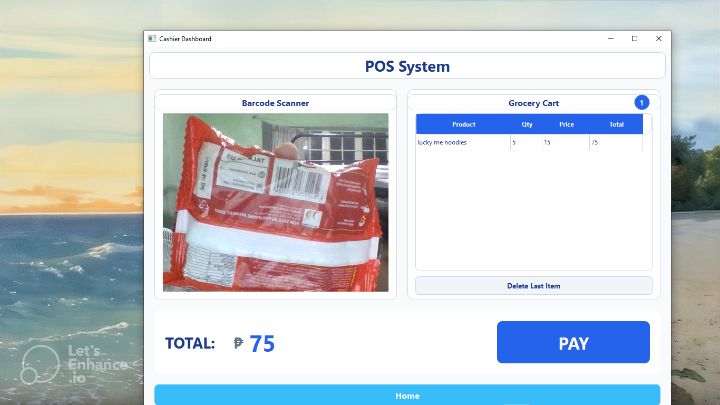 Cashier Dashboard
POS System
Barcode Scanner
Grocery Cart
1
Product Qty Price Total
lucky me noodles 5 15 75
Delete Last Item
TOTAL: ₱ 75
PAY
Home
Let's
Enhance
.io